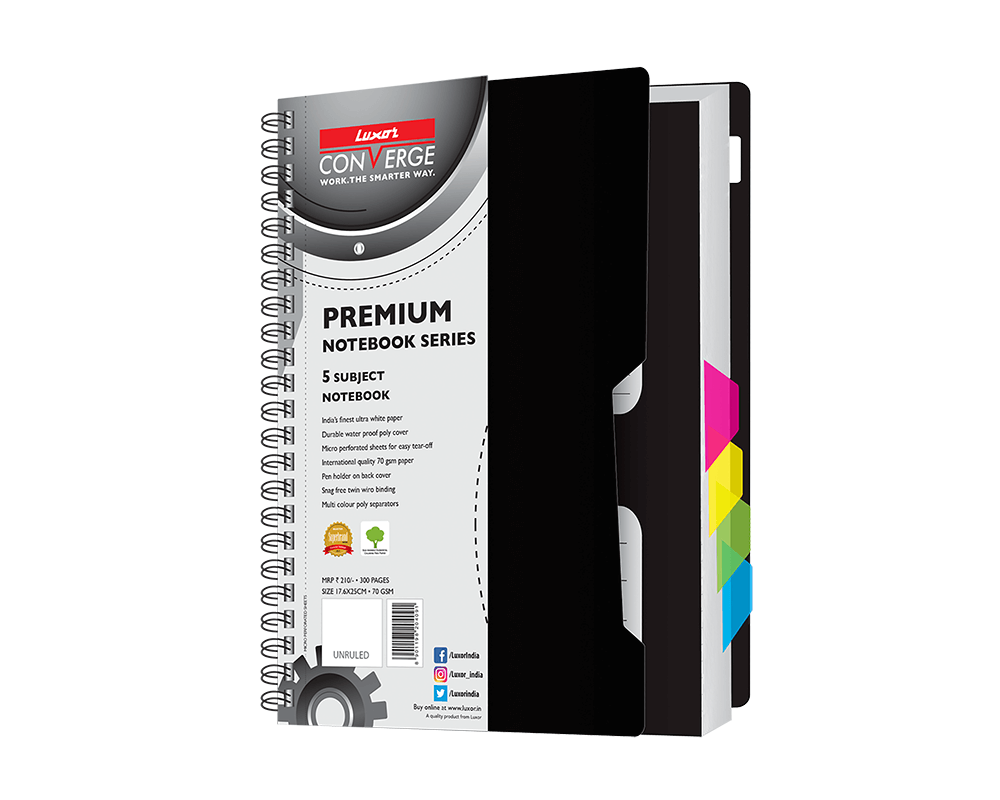 Luxor
CONVERGE
WORK.THE SMARTER WAY.
PREMIUM
NOTEBOOK SERIES
5 SUBJECT
NOTEBOOK
India's finest ultra white paper
Durable water proof poly cover
Micro perforated sheets for easy tear-off
International quality 70 gsm paper
Pen holder on back cover
Snag free twin wiro binding
Multi colour poly separators
MRP ₹ 210/- • 300 PAGES
SIZE 17.6X25CM • 70 GSM
MICRO PERFORATED SHEETS
UNRULED
/LuxorIndia
/Luxor_india
/Luxorindia
Buy online at www.luxor.in
A quality product from Luxor